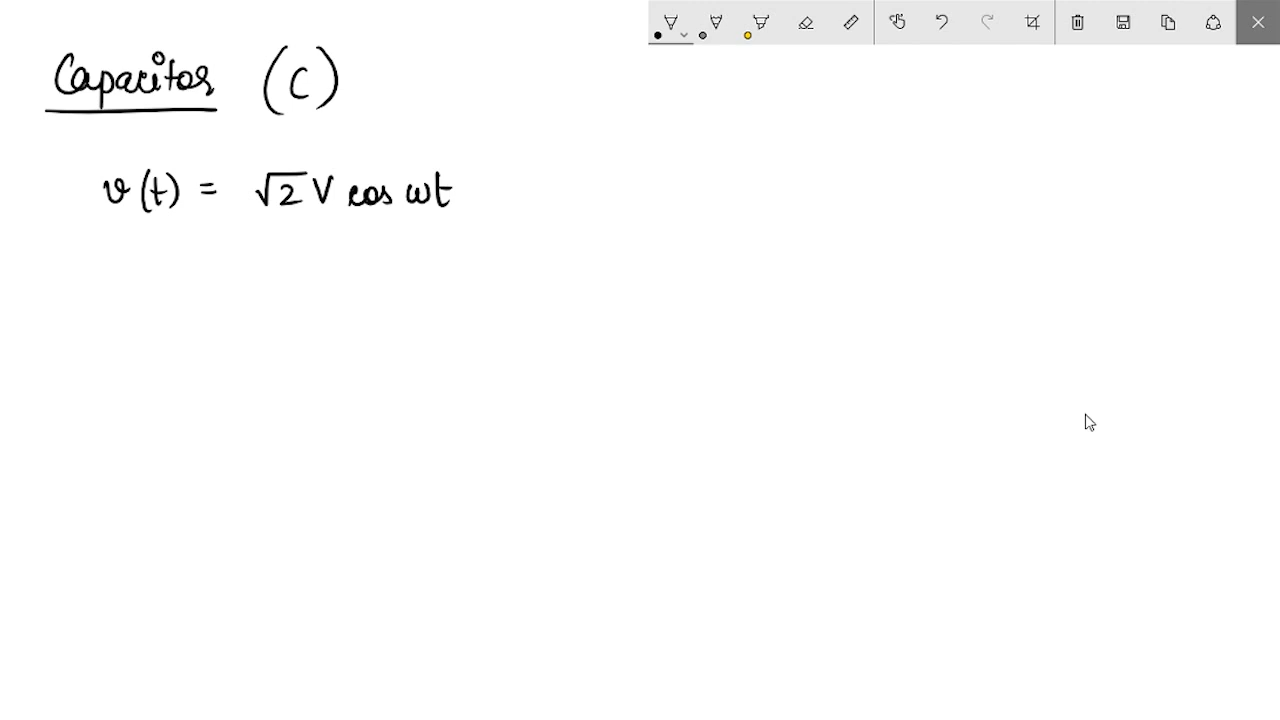 Capacitor (C)
v(t) = √2 V cos ωt